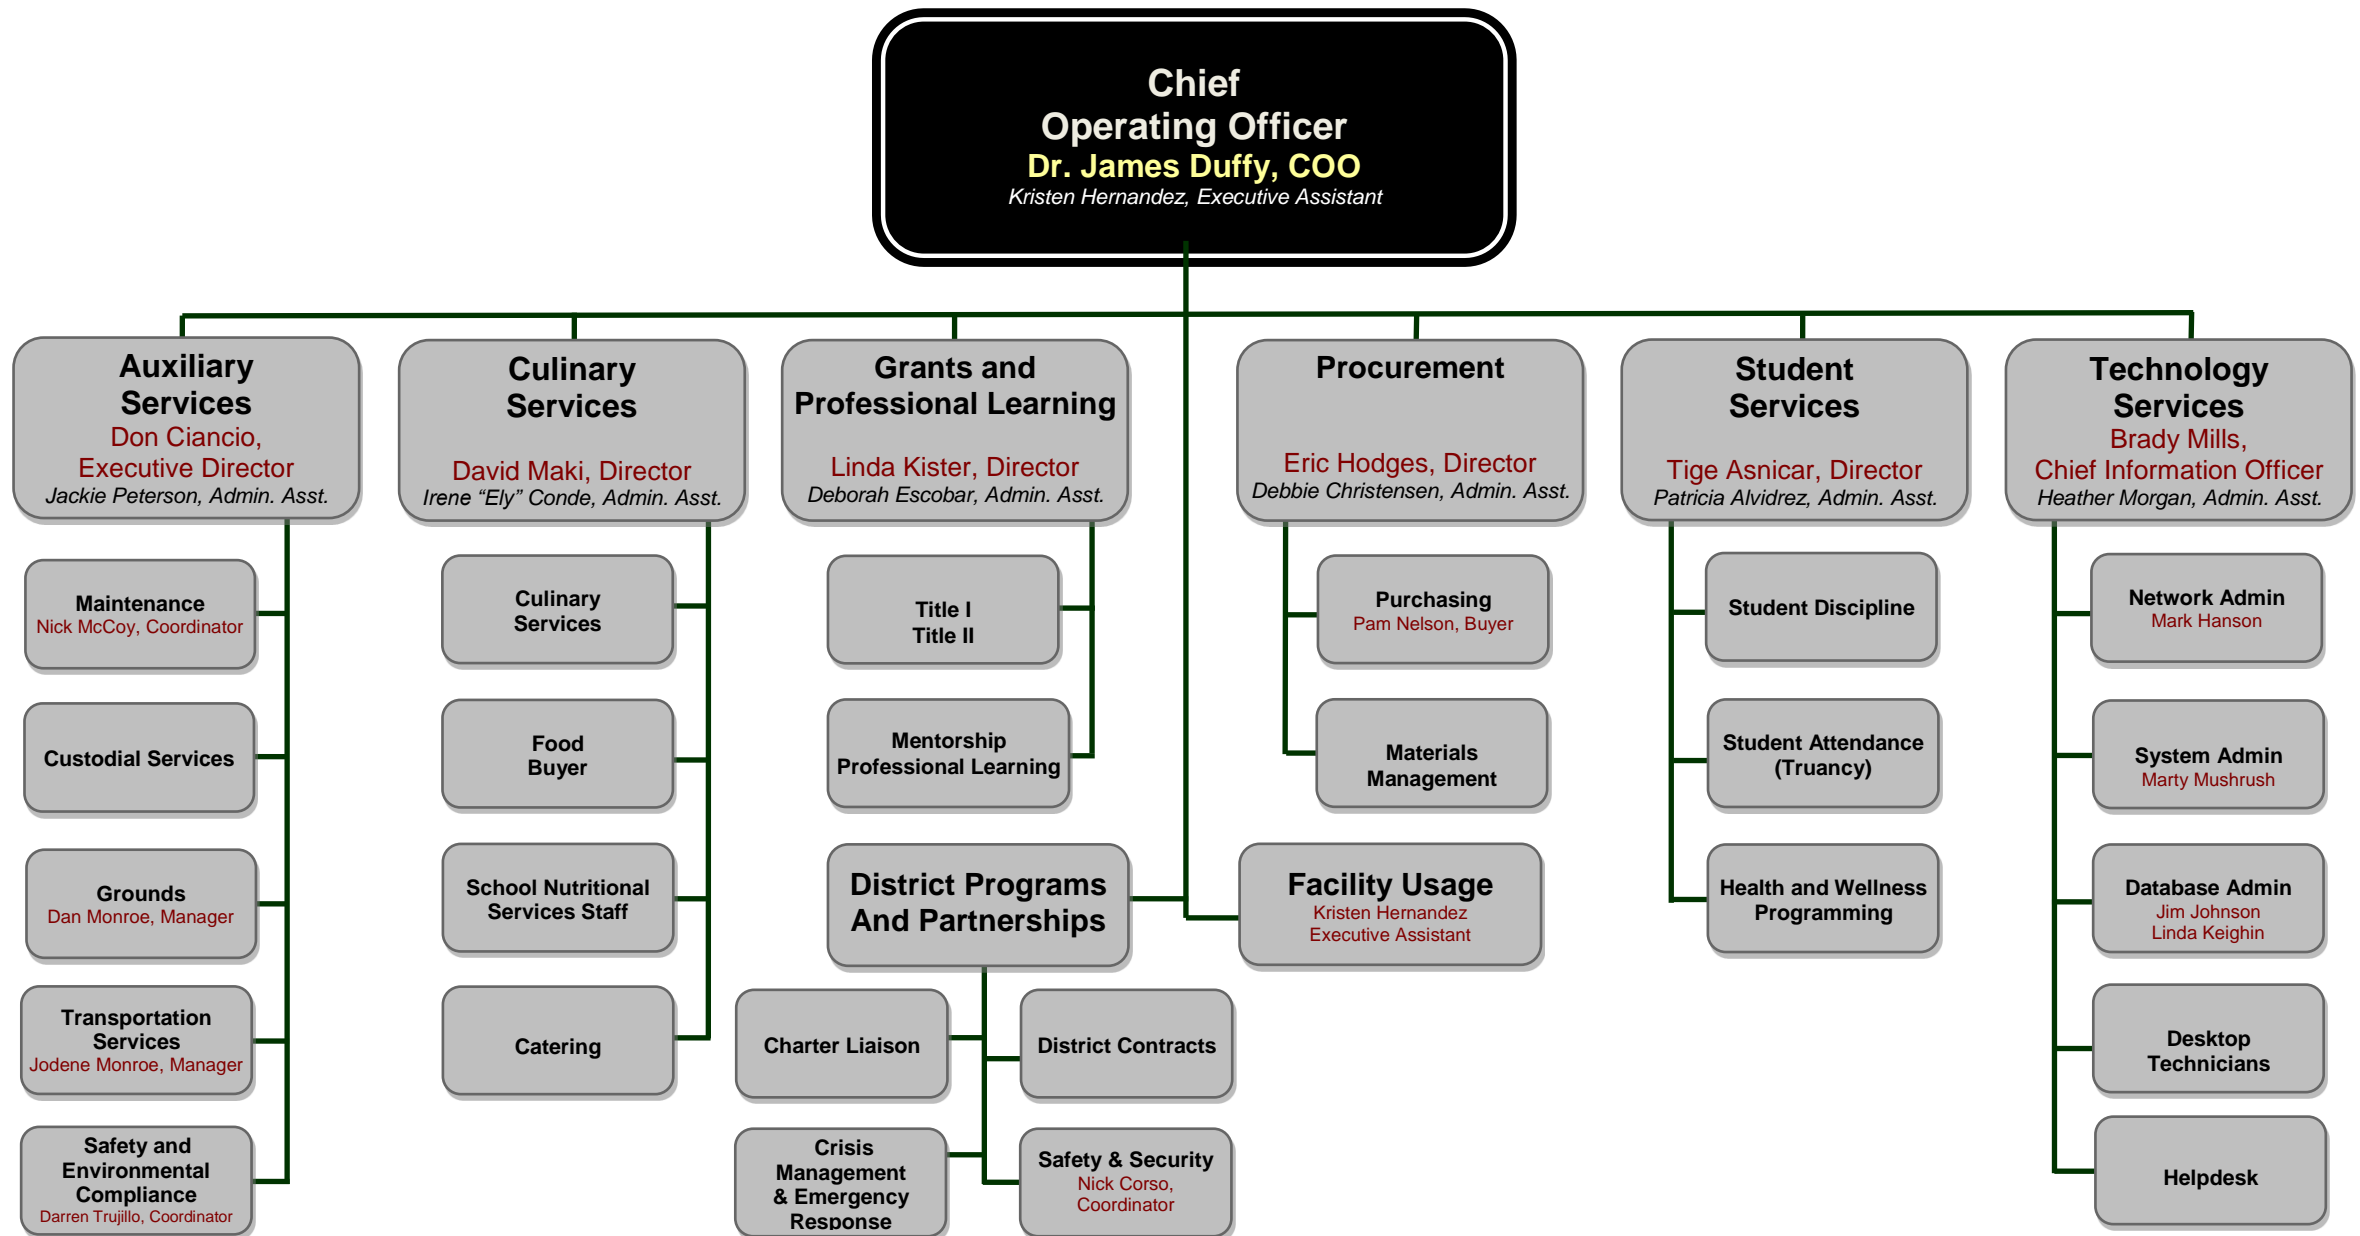 Chief
Operating Officer
Dr. James Duffy, COO
Kristen Hernandez, Executive Assistant
Auxiliary
Services
Don Ciancio,
Executive Director
Jackie Peterson, Admin. Asst.
Culinary
Services
David Maki, Director
Irene “Ely” Conde, Admin. Asst.
Grants and
Professional Learning
Linda Kister, Director
Deborah Escobar, Admin. Asst.
Procurement
Eric Hodges, Director
Debbie Christensen, Admin. Asst.
Student
Services
Tige Asnicar, Director
Patricia Alvidrez, Admin. Asst.
Technology
Services
Brady Mills,
Chief Information Officer
Heather Morgan, Admin. Asst.
Maintenance
Nick McCoy, Coordinator
Custodial Services
Grounds
Dan Monroe, Manager
Transportation
Services
Jodene Monroe, Manager
Safety and
Environmental
Compliance
Darren Trujillo, Coordinator
Culinary
Services
Food
Buyer
School Nutritional
Services Staff
Catering
Title I
Title II
Mentorship
Professional Learning
District Programs
And Partnerships
Charter Liaison
District Contracts
Crisis
Management
& Emergency
Response
Safety & Security
Nick Corso,
Coordinator
Purchasing
Pam Nelson, Buyer
Materials
Management
Facility Usage
Kristen Hernandez
Executive Assistant
Student Discipline
Student Attendance
(Truancy)
Health and Wellness
Programming
Network Admin
Mark Hanson
System Admin
Marty Mushrush
Database Admin
Jim Johnson
Linda Keighin
Desktop
Technicians
Helpdesk